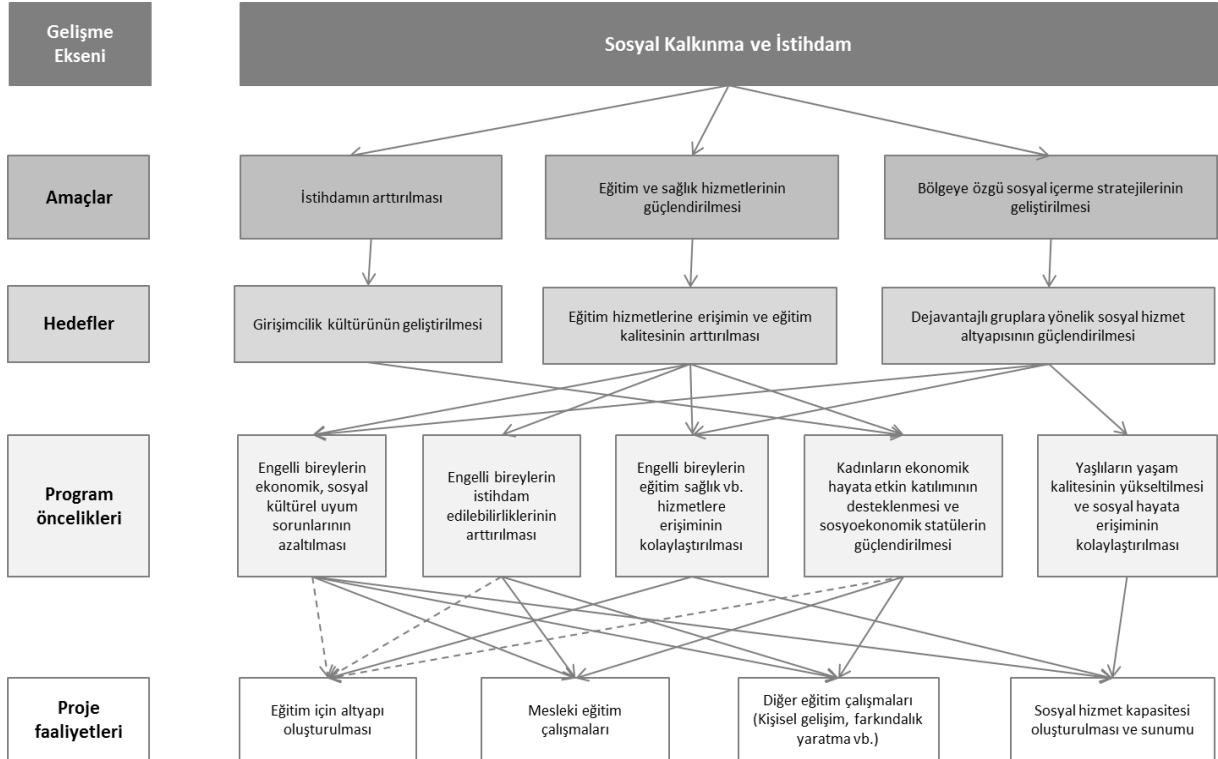 Gelişme
Ekseni
Sosyal Kalkınma ve İstihdam
Amaçlar
İstihdamın arttırılması
Eğitim ve sağlık hizmetlerinin
güçlendirilmesi
Bölgeye özgü sosyal içerme stratejilerinin
geliştirilmesi
Hedefler
Girişimcilik kültürünün geliştirilmesi
Eğitim hizmetlerine erişimin ve eğitim
kalitesinin arttırılması
Dejavantajlı gruplara yönelik sosyal hizmet
altyapısının güçlendirilmesi
Program
öncelikleri
Engelli bireylerin
ekonomik, sosyal
kültürel uyum
sorunlarının
azaltılması
Engelli bireylerin
istihdam
edilebilirliklerinin
arttırılması
Engelli bireylerin
eğitim sağlık vb.
hizmetlere
erişiminin
kolaylaştırılması
Kadınların ekonomik
hayata etkin katılımının
desteklenmesi ve
sosyoekonomik statülerin
güçlendirilmesi
Yaşlıların yaşam
kalitesinin yükseltilmesi
ve sosyal hayata
erişiminin
kolaylaştırılması
Proje
faaliyetleri
Eğitim için altyapı
oluşturulması
Mesleki eğitim
çalışmaları
Diğer eğitim çalışmaları
(Kişisel gelişim, farkındalık
yaratma vb.)
Sosyal hizmet kapasitesi
oluşturulması ve sunumu